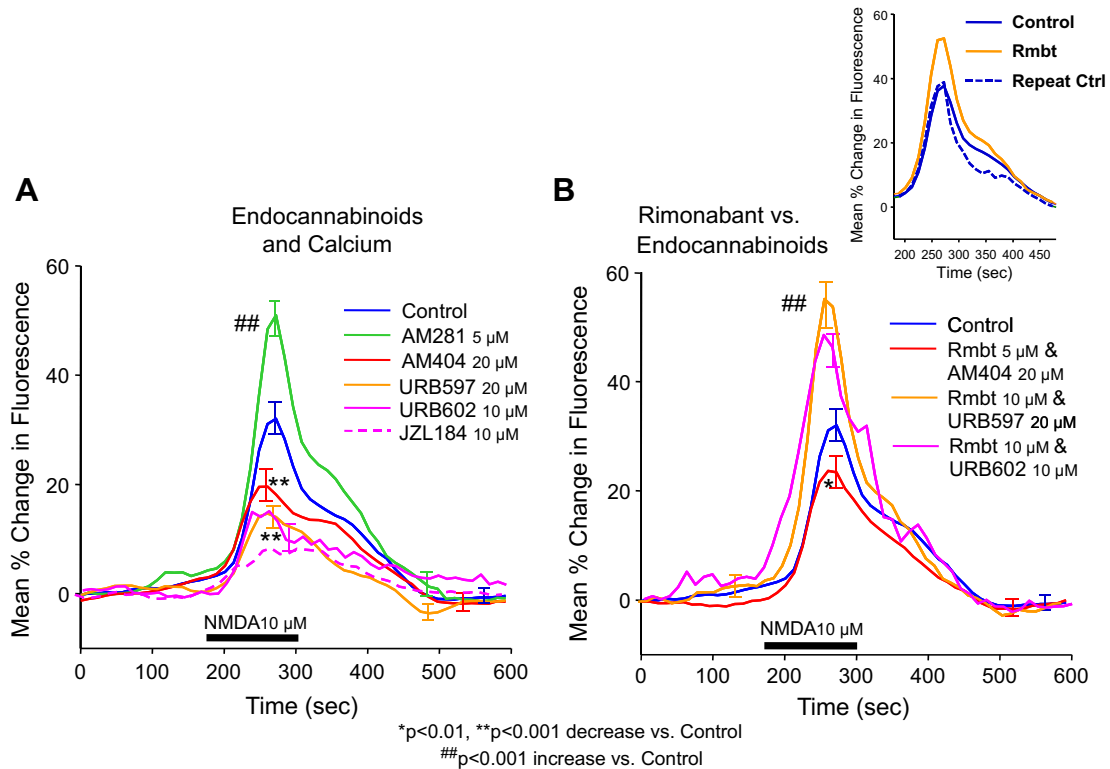 A
Endocannabinoids
and Calcium
Mean % Change in Fluorescence
60
40
20
0
##
**
**
Control
AM281 5 µM
AM404 20 µM
URB597 20 µM
URB602 10 µM
JZL184 10 µM
NMDA10 µM
0 100 200 300 400 500 600
Time (sec)
B
Rimonabant vs.
Endocannabinoids
Mean % Change in Fluorescence
60
40
20
0
##
*
Control
Rmbt 5 µM &
AM404 20 µM
Rmbt 10 µM &
URB597 20 µM
Rmbt 10 µM &
URB602 10 µM
NMDA10 µM
0 100 200 300 400 500 600
Time (sec)
Mean % Change in Fluorescence
60
40
20
0
Control
Rmbt
Repeat Ctrl
200 250 300 350 400 450
Time (sec)
*p<0.01, **p<0.001 decrease vs. Control
##p<0.001 increase vs. Control